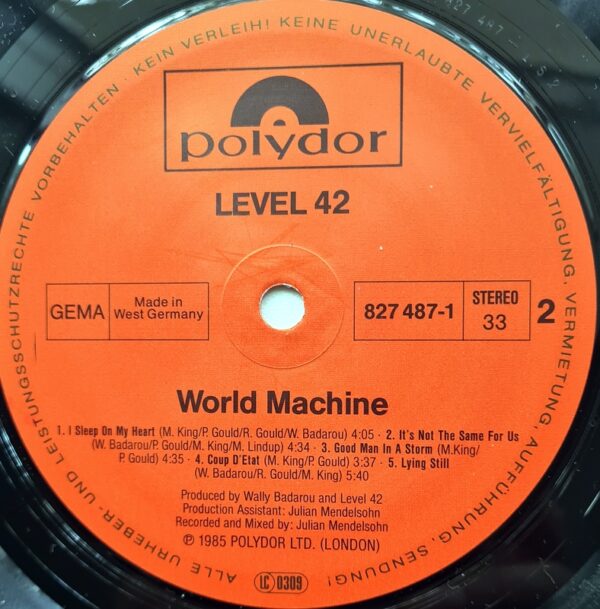 ALLE URHEBER- UND LEISTUNGSSCHUTZRECHTE VORBEHALTEN · KEIN VERLEIH! KEINE UNERLAUBTE VERVIELFÄLTIGUNG, VERMIETUNG, AUFFÜHRUNG, SENDUNG!
polydor
LEVEL 42
GEMA
Made in
West Germany
827 487-1
STEREO
33
2
World Machine
1. I Sleep On My Heart (M. King/P. Gould/R. Gould/W. Badarou) 4:05 · 2. It's Not The Same For Us
(W. Badarou/P. Gould/M. King/M. Lindup) 4:34 · 3. Good Man In A Storm (M.King/
P. Gould) 4:35 · 4. Coup D'Etat (M. King/P. Gould) 3:37 · 5. Lying Still
(W. Badarou/R. Gould/M. King) 5:40
Produced by Wally Badarou and Level 42
Production Assistant: Julian Mendelsohn
Recorded and Mixed by: Julian Mendelsohn
℗ 1985 POLYDOR LTD. (LONDON)
LC 0309